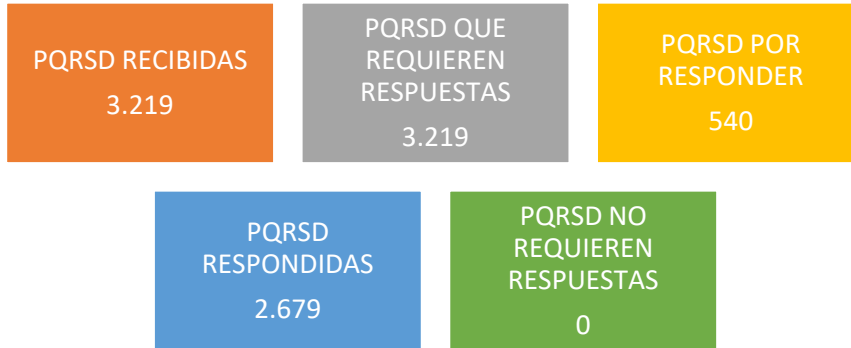 PQRSD RECIBIDAS
3.219
PQRSD QUE
REQUIEREN
RESPUESTAS
3.219
PQRSD POR
RESPONDER
540
PQRSD
RESPONDIDAS
2.679
PQRSD NO
REQUIEREN
RESPUESTAS
0